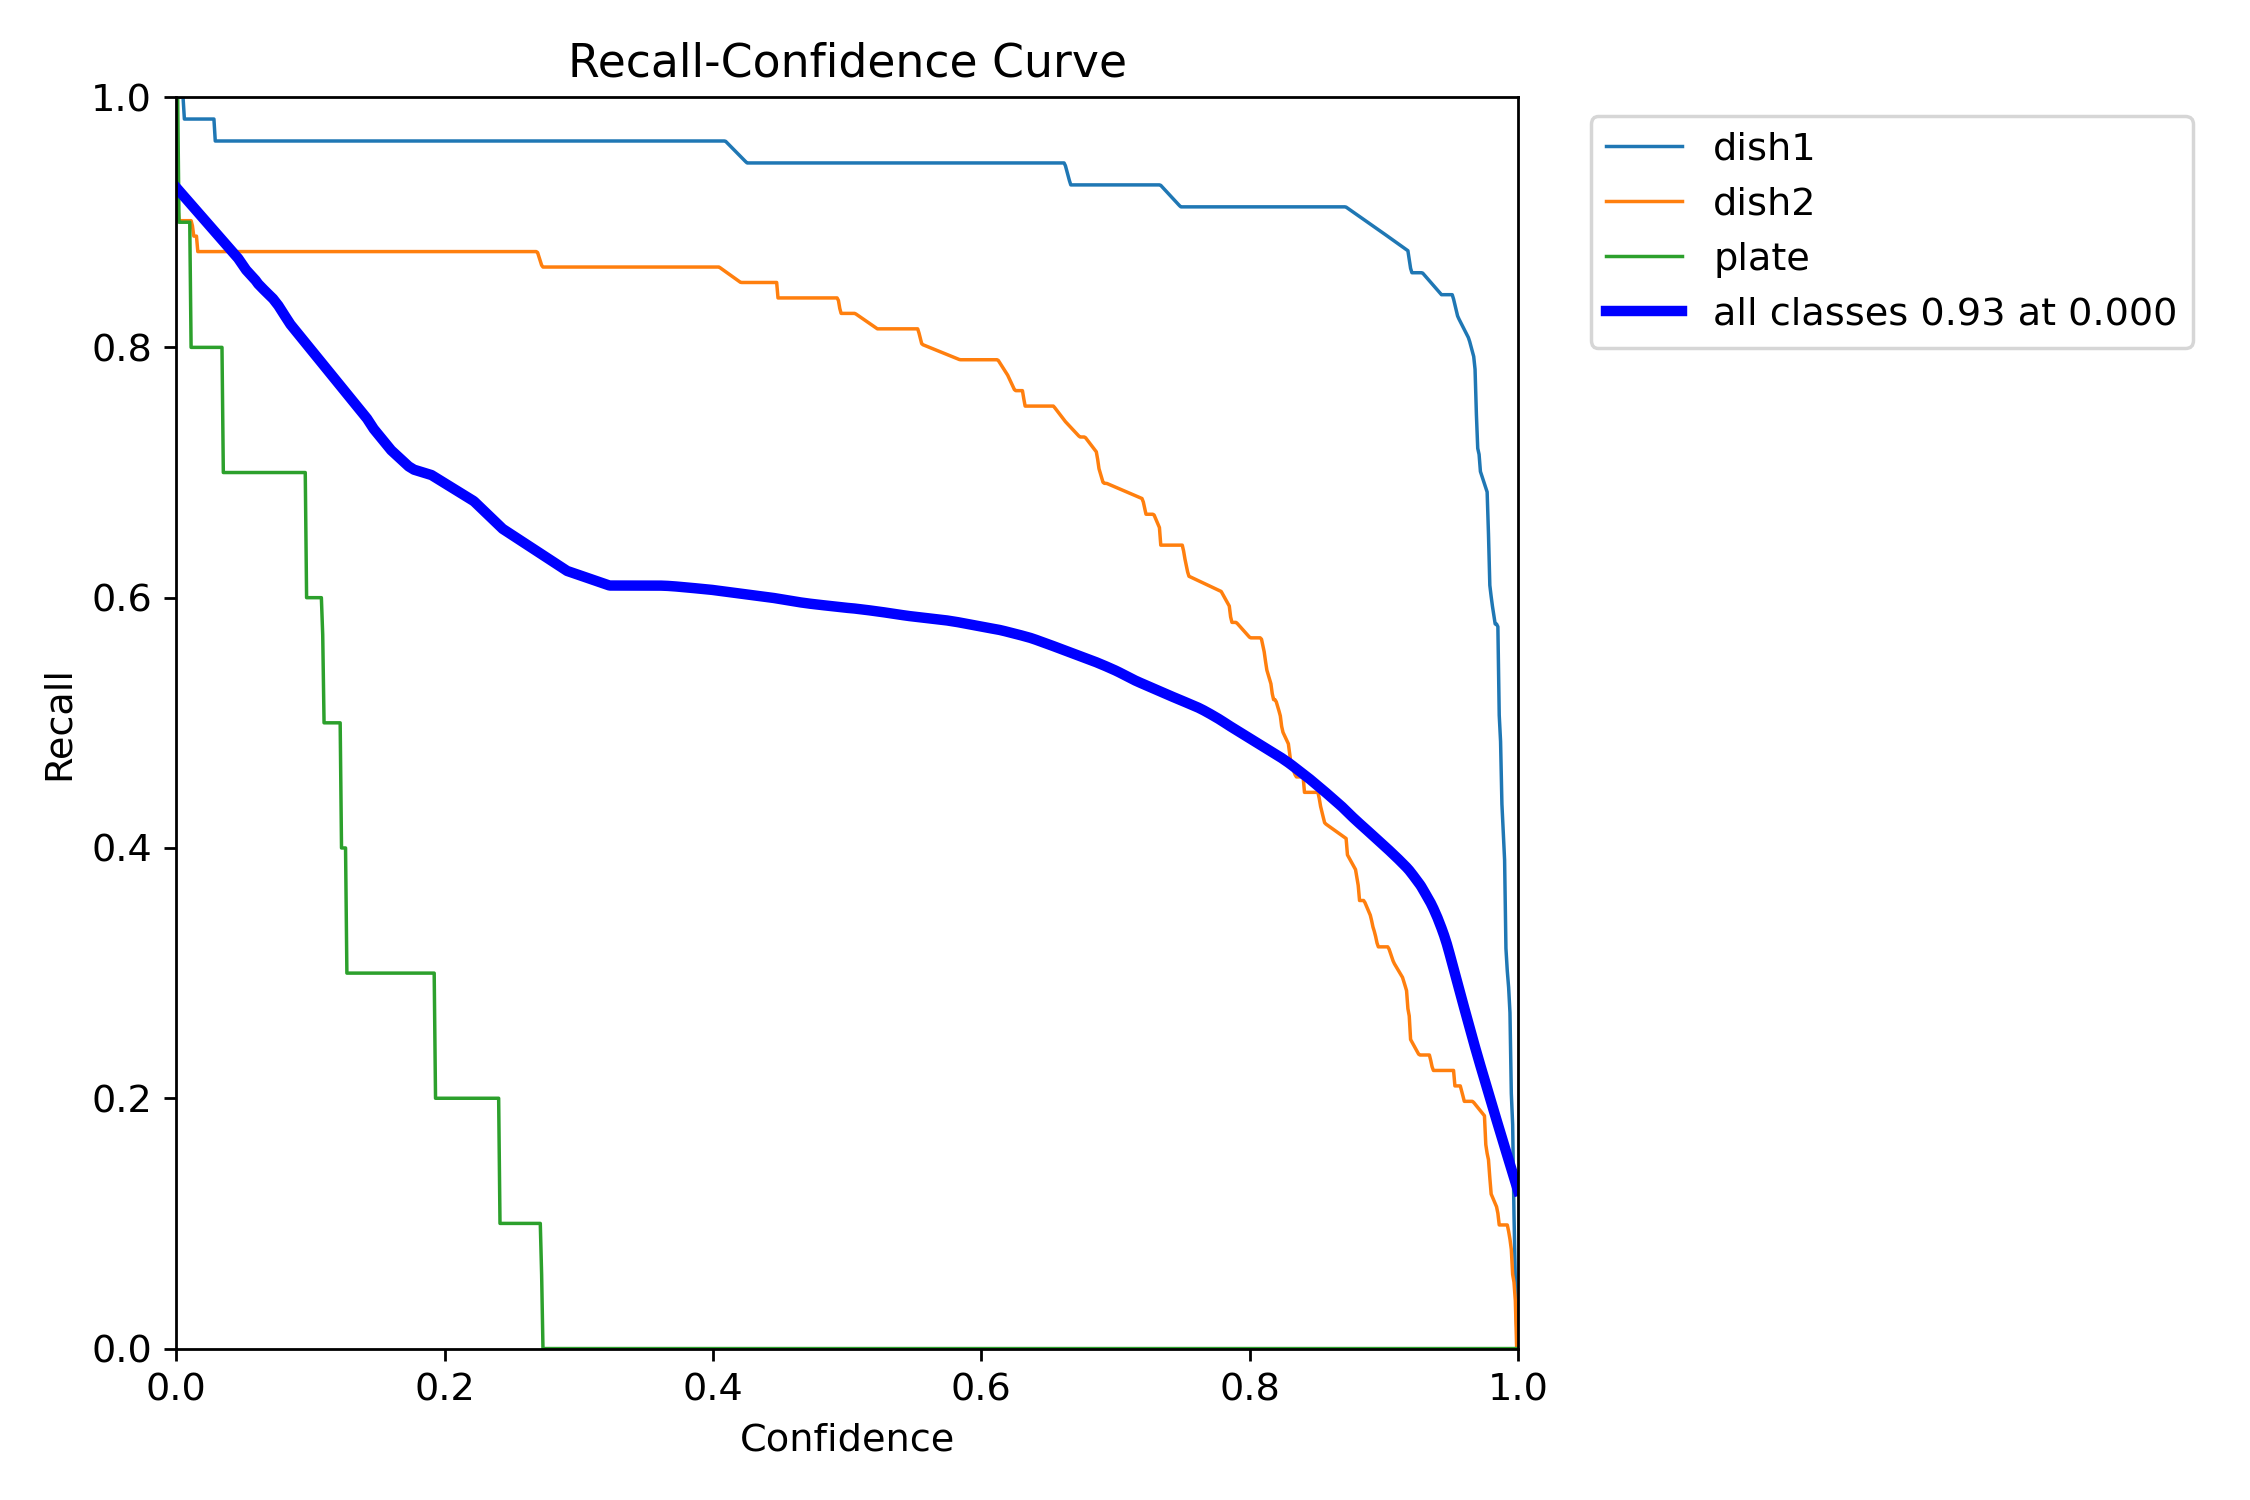 Recall-Confidence Curve
1.0
0.8
0.6
0.4
0.2
0.0
Recall
0.0 0.2 0.4 0.6 0.8 1.0
Confidence
dish1
dish2
plate
all classes 0.93 at 0.000